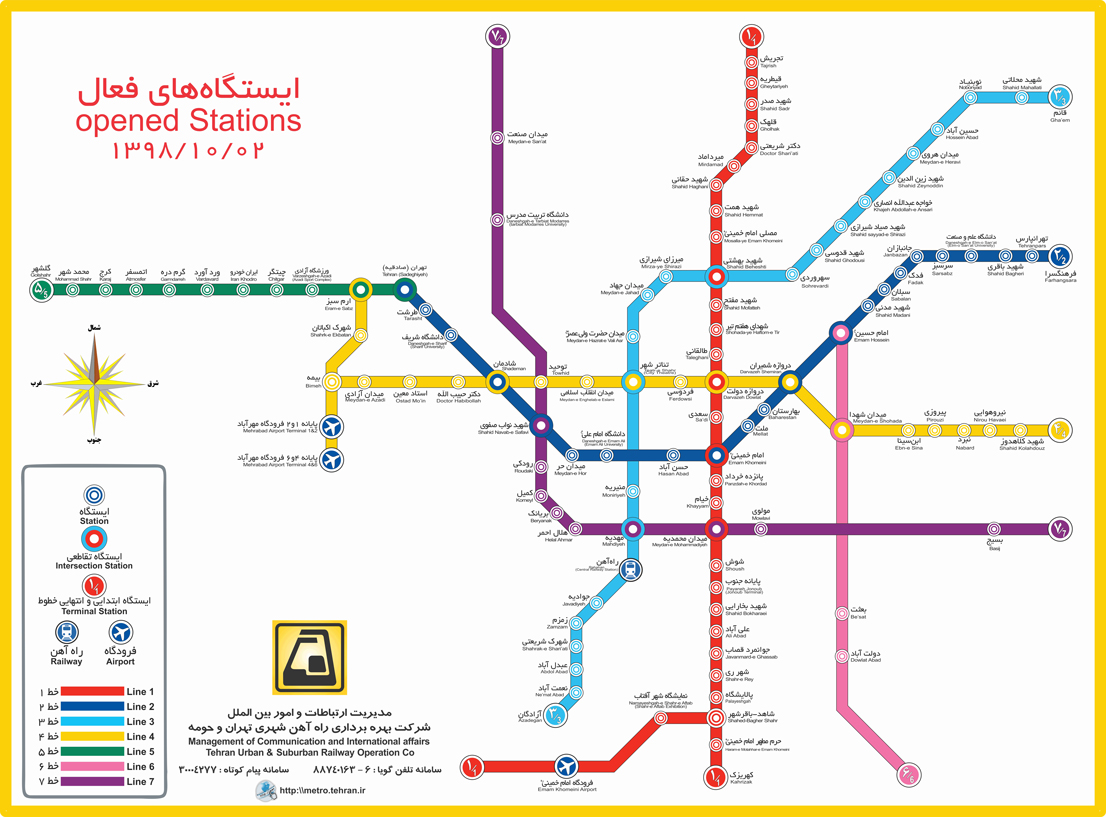 ایستگاه‌های فعال
opened Stations
۱۳۹۸/۱۰/۰۲
شمال
شرق
غرب
جنوب
ایستگاه
Station
ایستگاه تقاطعی
Intersection Station
ایستگاه ابتدایی و انتهایی خطوط
Terminal Station
راه آهن
Railway
فرودگاه
Airport
خط ۱ Line 1
خط ۲ Line 2
خط ۳ Line 3
خط ۴ Line 4
خط ۵ Line 5
خط ۶ Line 6
خط ۷ Line 7
مدیریت ارتباطات و امور بین الملل
شرکت بهره برداری راه آهن شهری تهران و حومه
Management of Communication and International affairs
Tehran Urban & Suburban Railway Operation Co
سامانه تلفن گویا : ۶ - ۸۸۷۴۰۱۶۳ سامانه پیام کوتاه : ۳۰۰۰۴۲۷۷
http:\\metro.tehran.ir
تجریش
Tajrish
قیطریه
Gheytariyeh
شهید صدر
Shahid Sadr
قلهک
Gholhak
دکتر شریعتی
Doctor Shari'ati
میرداماد
Mirdamad
شهید حقانی
Shahid Haghani
شهید همت
Shahid Hemmat
مصلی امام خمینی
Mosalla-ye Emam Khomeini
شهید بهشتی
Shahid Beheshti
شهید مفتح
Shahid Mofatteh
شهدای هفتم تیر
Shohada-ye Haftom-e Tir
طالقانی
Taleghani
دروازه دولت
Darvazeh Dowlat
سعدی
Sa'di
امام خمینی
Emam Khomeini
پانزده خرداد
Panzdah-e Khordad
خیام
Khayyam
میدان محمدیه
Meydan-e Mohammadiyeh
شوش
Shoush
پایانه جنوب
Payaneh Jonoub
(Jonoub Terminal)
شهید بخارایی
Shahid Bokharaei
علی آباد
Ali Abad
جوانمرد قصاب
Javanmard-e Ghassab
شهر ری
Shahr-e Rey
پالایشگاه
Palayeshgah
شاهد-باقرشهر
Shahed-Bagher Shahr
نمایشگاه شهر آفتاب
Namayeshgah-e Shahr-e Aftab
(Shahr-e Aftab Exhibition)
حرم مطهر امام خمینی
Haram-e Motahhar-e Emam Khomeini
کهریزک
Kahrizak
فرودگاه امام خمینی
Emam Khomeini Airport
میدان صنعت
Meydan-e San'at
دانشگاه تربیت مدرس
Daneshgah-e Tarbiat Modares
(Tarbiat Modares University)
قائم
Gha'em
شهید محلاتی
Shahid Mahallati
نوبنیاد
Nobonyad
حسین آباد
Hossein Abad
میدان هروی
Meydan-e Heravi
شهید زین الدین
Shahid Zeynoddin
خواجه عبدالله انصاری
Khajeh Abdollah-e Ansari
شهید صیاد شیرازی
Shahid sayyad-e Shirazi
شهید قدوسی
Shahid Ghodousi
سهروردی
Sohrevardi
میرزای شیرازی
Mirza-ye Shirazi
میدان جهاد
Meydan-e Jahad
میدان حضرت ولی‌عصر
Meydan-e Hazrat-e Vali Asr
تئاتر شهر
منیریه
Moniriyeh
مهدیه
Mahdiyeh
راه‌آهن
(Central Railway Station)
جوادیه
Javadiyeh
زمزم
Zamzam
شهرک شریعتی
Shahrak-e Shari'ati
عبدل آباد
Abdol Abad
نعمت آباد
Ne'mat Abad
آزادگان
Azadegan
فرهنگسرا
Farhangsara
تهرانپارس
Tehranpars
شهید باقری
Shahid Bagheri
دانشگاه علم و صنعت
سرسبز
Sarsabz
جانبازان
Janbazan
فدک
Fadak
سبلان
Sabalan
شهید مدنی
Shahid Madani
امام حسین
Emam Hossein
دروازه شمیران
Darvazeh Shemiran
بهارستان
Baharestan
ملت
Mellat
حسن آباد
Hasan Abad
دانشگاه امام علی
Daneshgah-e Emam Ali
(Emam Ali University)
میدان حر
Meydan-e Hor
شهید نواب صفوی
Shahid Navab-e Safavi
شادمان
Shademan
دانشگاه شریف
Daneshgah-e Sharif
(Sharif University)
طرشت
Tarasht
تهران (صادقیه)
Tehran (Sadeghiyeh)
ارم سبز
Eram-e Sabz
ورزشگاه آزادی
Varzeshgah-e Azadi
(Azadi Sport Complex)
چیتگر
Chitgar
ایران خودرو
Iran Khodro
ورد آورد
Vardavard
گرم دره
Garmdareh
اتمسفر
Atmosfer
کرج
Karaj
محمد شهر
Mohammad Shahr
گلشهر
Golshahr
شهرک اکباتان
Shahrak-e Ekbatan
بیمه
Bimeh
پایانه ۱و۲ فرودگاه مهرآباد
Mehrabad Airport Terminal 1&2
پایانه ۴و۶ فرودگاه مهرآباد
Mehrabad Airport Terminal 4&6
میدان آزادی
Meydan-e Azadi
استاد معین
Ostad Mo'in
دکتر حبیب الله
Doctor Habibollah
توحید
Towhid
میدان انقلاب اسلامی
Meydan-e Enghelab-e Eslami
فردوسی
Ferdowsi
میدان شهدا
Meydan-e Shohada
ابن‌سینا
Ebn-e Sina
پیروزی
Pirouzi
نبرد
Nabard
نیروهوایی
Nirou Havaei
شهید کلاهدوز
Shahid Kolahdouz
رودکی
Roudaki
کمیل
Komeyl
بریانک
Beryanak
هلال احمر
Helal Ahmar
مولوی
Mowlavi
بسیج
Basij
بعثت
Be'sat
دولت آباد
Dowlat Abad